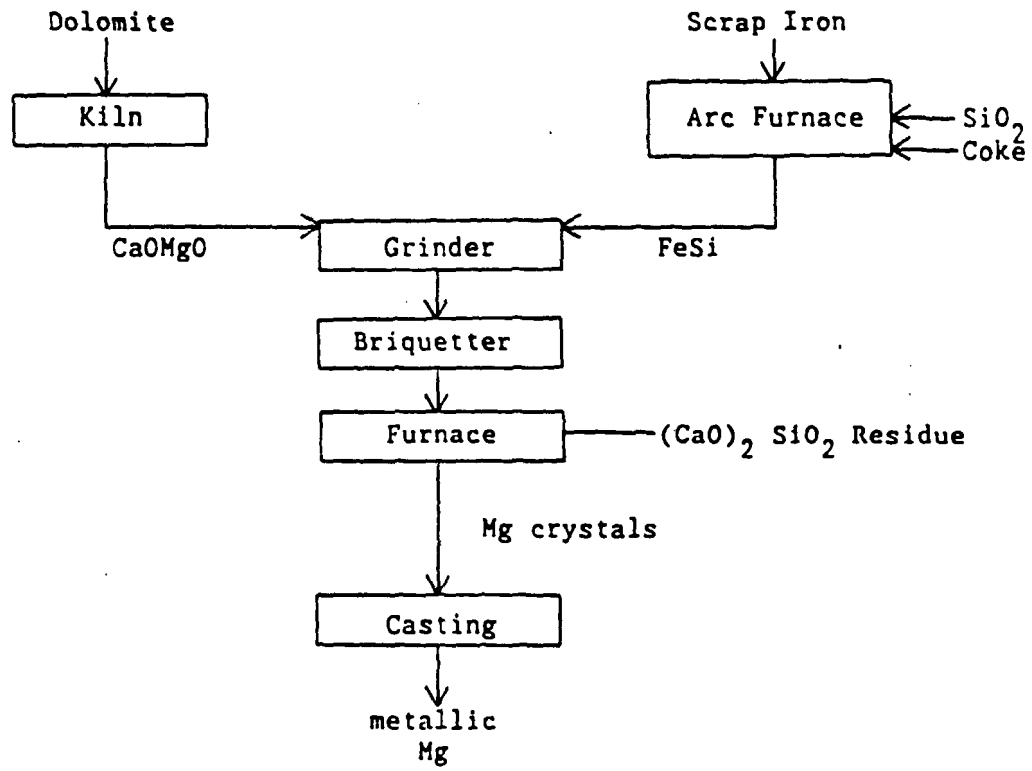 Dolomite
Scrap Iron
Kiln
Arc Furnace
SiO2
Coke
CaOMgO
Grinder
FeSi
Briquetter
Furnace
(CaO)2 SiO2 Residue
Mg crystals
Casting
metallic
Mg